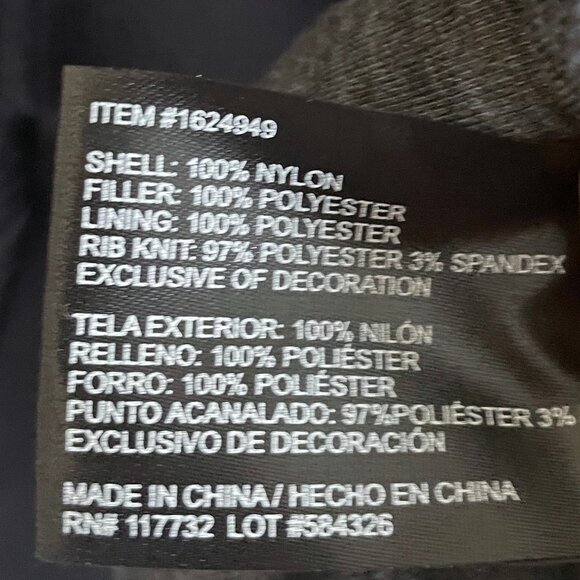 ITEM #1624949
SHELL: 100% NYLON
FILLER: 100% POLYESTER
LINING: 100% POLYESTER
RIB KNIT: 97% POLYESTER 3% SPANDEX
EXCLUSIVE OF DECORATION
TELA EXTERIOR: 100% NILÓN
RELLENO: 100% POLIÉSTER
FORRO: 100% POLIÉSTER
PUNTO ACANALADO: 97%POLIÉSTER 3%
EXCLUSIVO DE DECORACIÓN
MADE IN CHINA/ HECHO EN CHINA
RN# 117732 LOT #584326